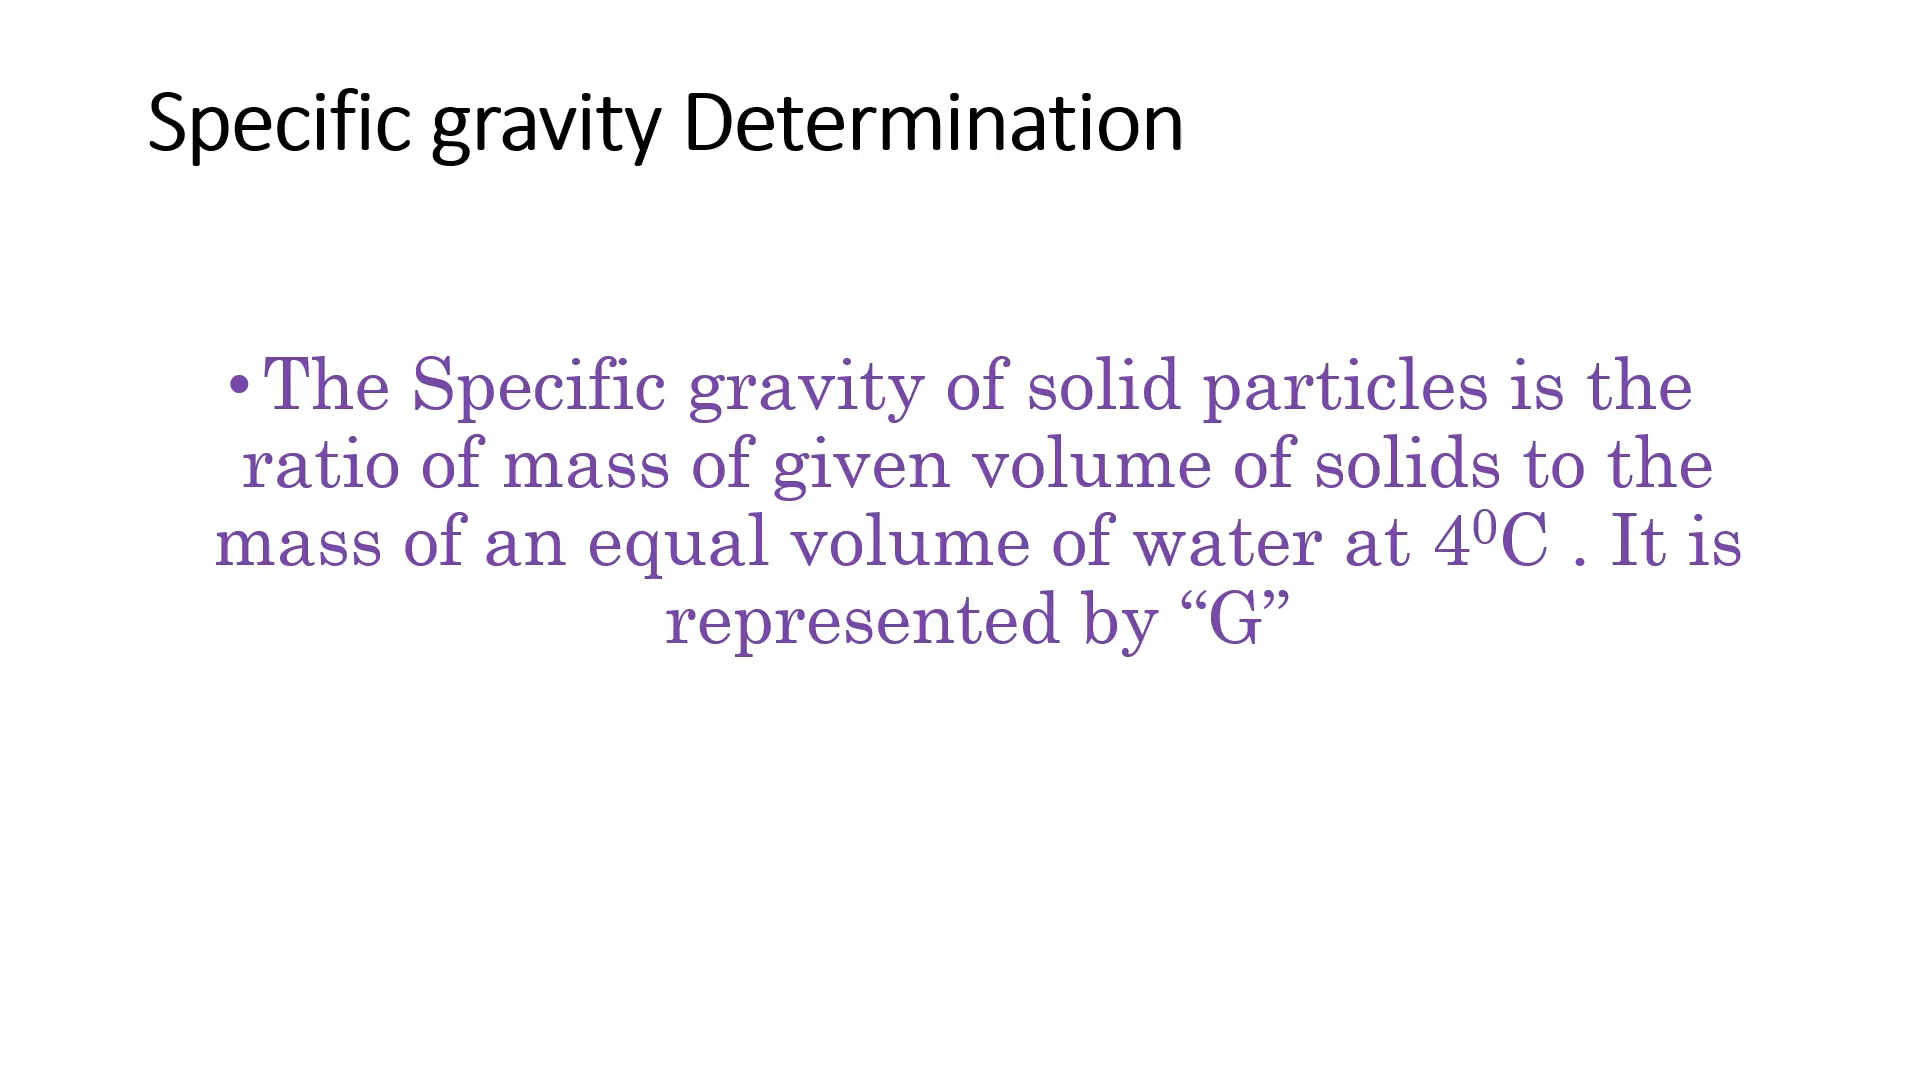 Specific gravity Determination
• The Specific gravity of solid particles is the
ratio of mass of given volume of solids to the
mass of an equal volume of water at 4⁰C . It is
represented by “G”